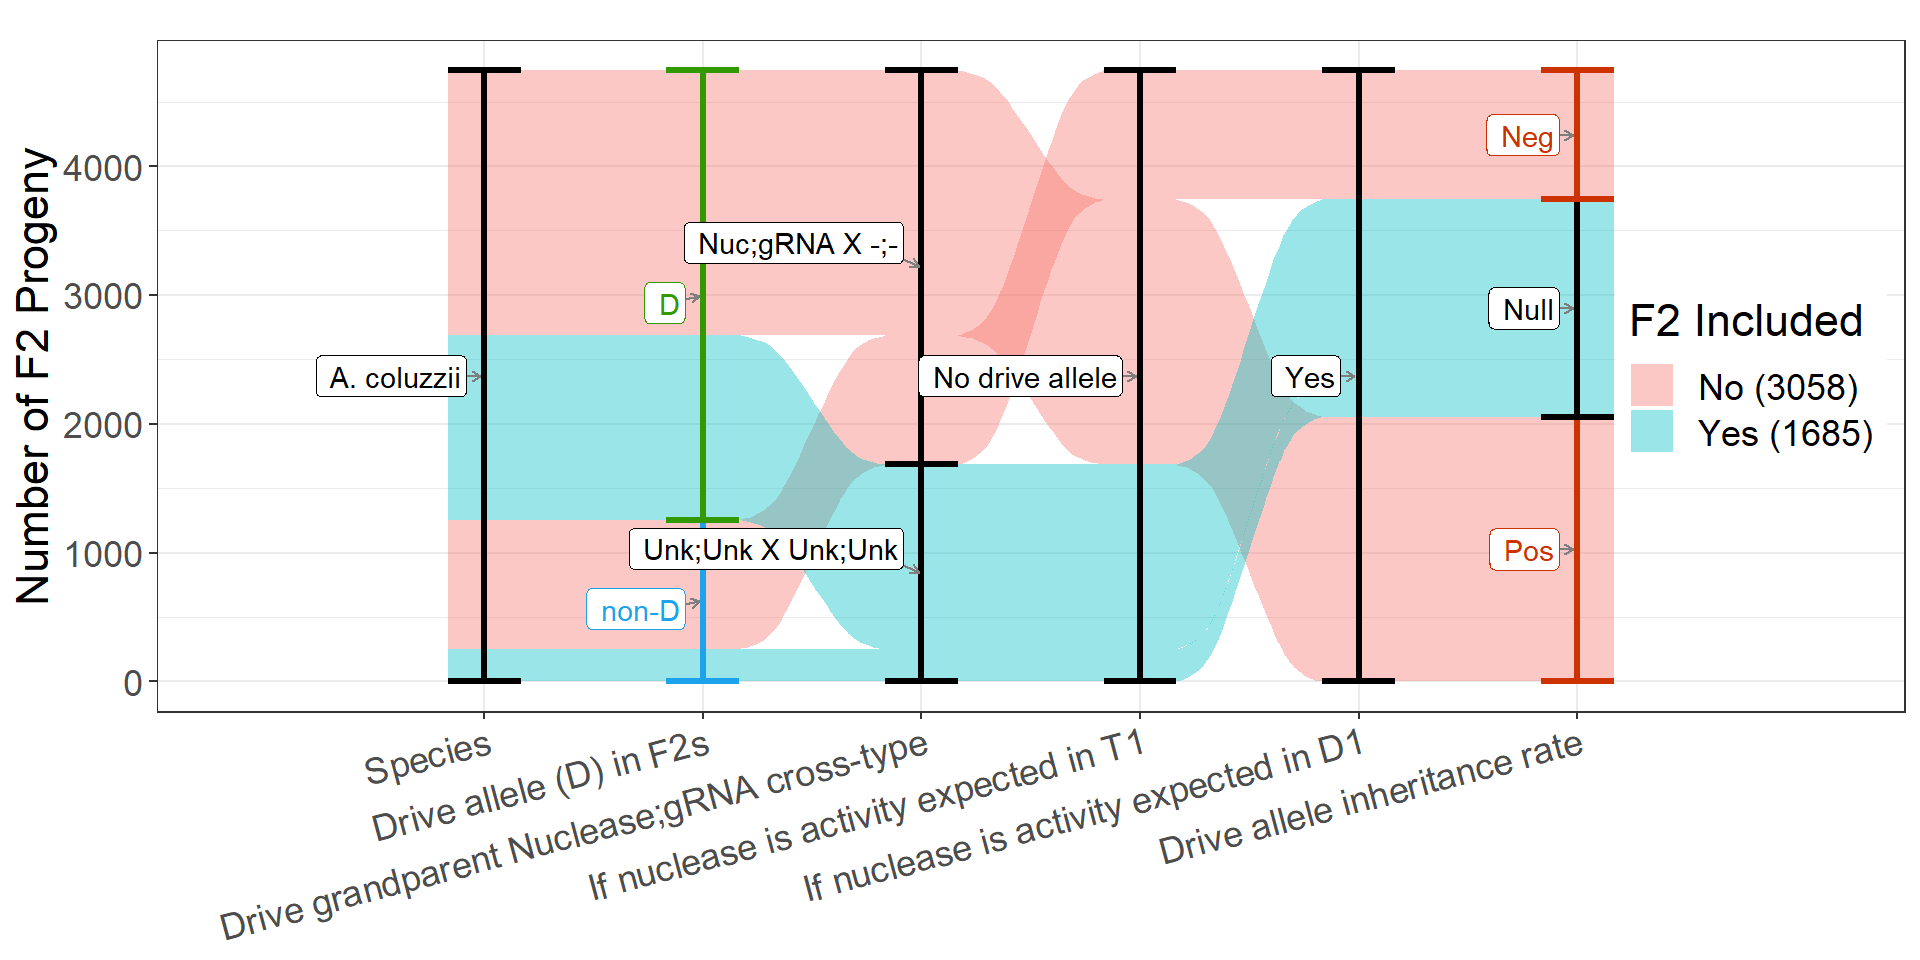 Number of F2 Progeny
4000
3000
2000
1000
0
Neg
Nuc;gRNA X -;-
D
Null
A. coluzzii
No drive allele
Yes
Unk;Unk X Unk;Unk
Pos
non-D
F2 Included
No (3058)
Yes (1685)
Species
Drive allele (D) in F2s
Drive grandparent Nuclease;gRNA cross-type
If nuclease is activity expected in T1
If nuclease is activity expected in D1
Drive allele inheritance rate